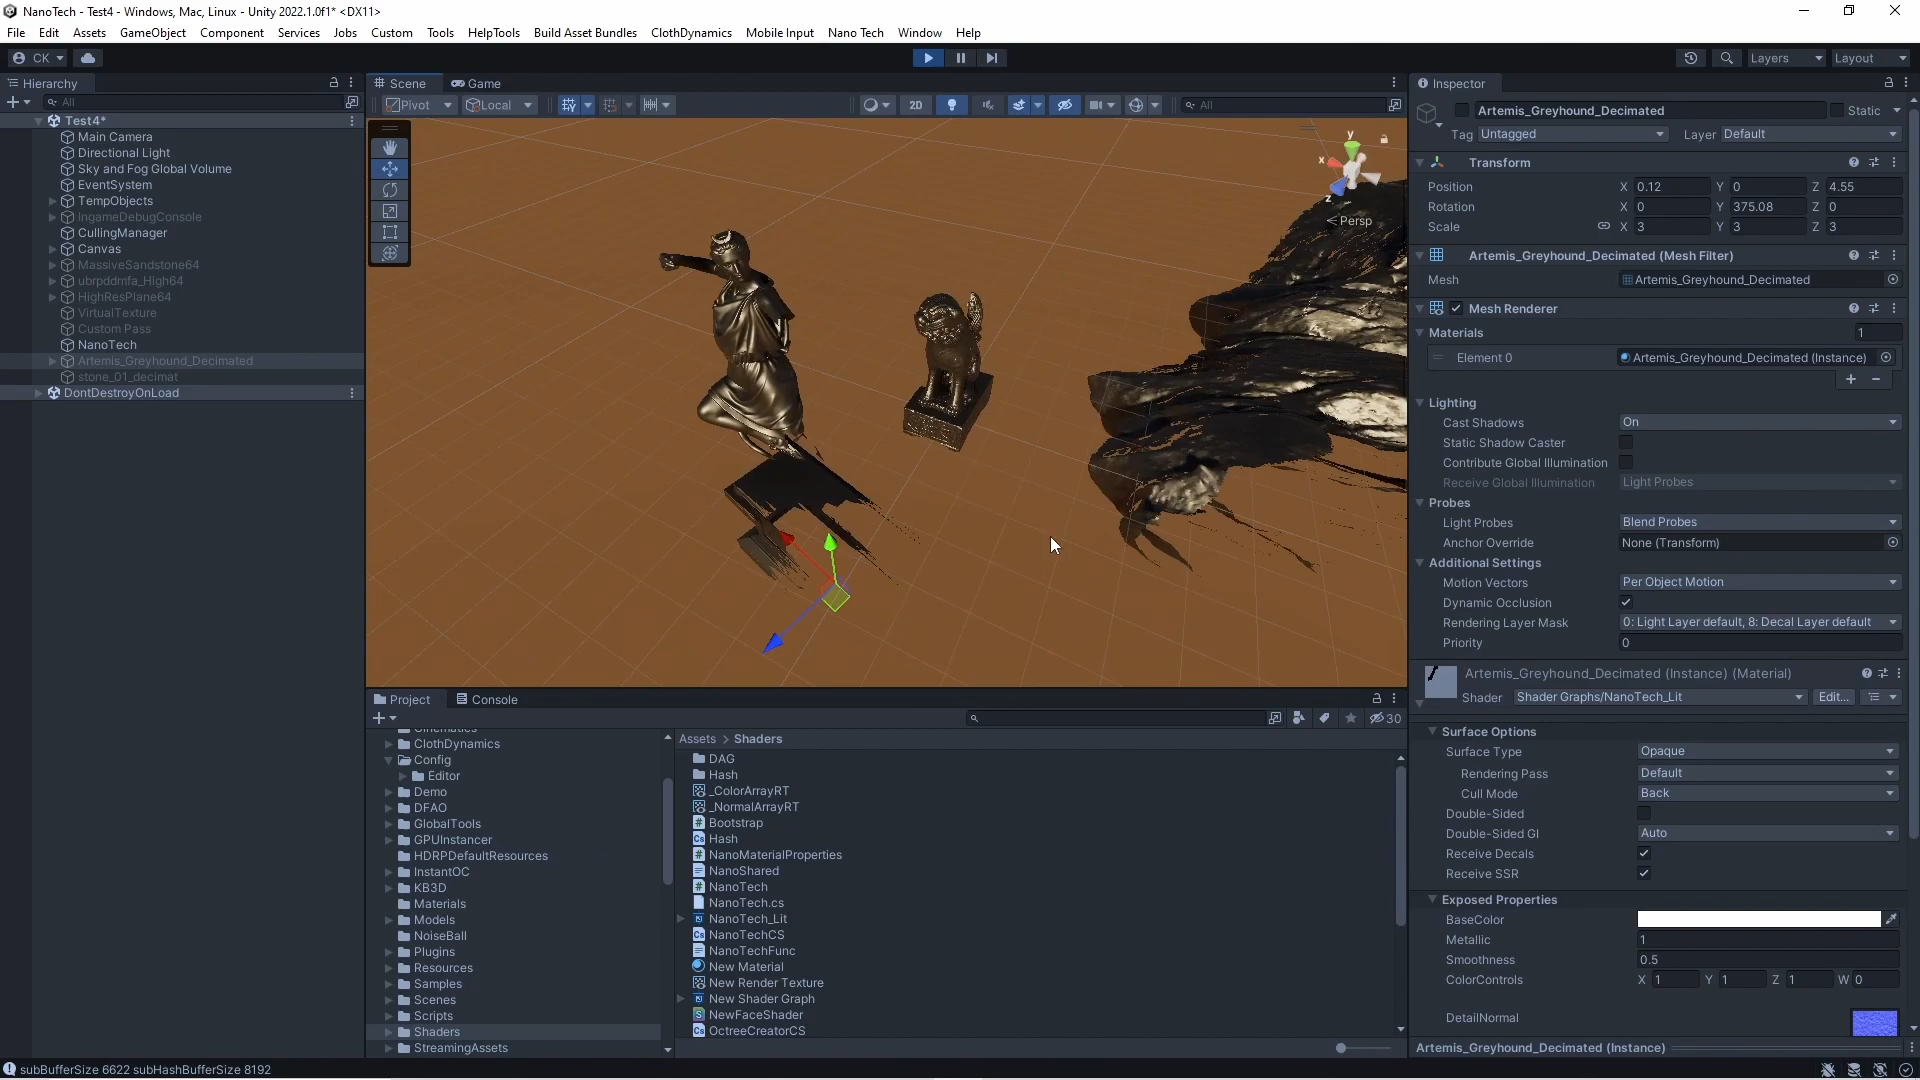 NanoTech - Test4 - Windows, Mac, Linux - Unity 2022.1.0f1* <DX11>
File Edit Assets GameObject Component Services Jobs Custom Tools HelpTools Build Asset Bundles ClothDynamics Mobile Input Nano Tech Window Help
CK Layers Layout
Hierarchy
All
Test4*
Main Camera
Directional Light
Sky and Fog Global Volume
EventSystem
TempObjects
IngameDebugConsole
CullingManager
Canvas
MassiveSandstone64
ubrpddmfa_High64
HighResPlane64
VirtualTexture
Custom Pass
NanoTech
Artemis_Greyhound_Decimated
stone_01_decimat
DontDestroyOnLoad
Scene Game
Pivot Local 2D All
y
x
z
Persp
Project Console
30
Cinematics
ClothDynamics
Config
Editor
Demo
DFAO
GlobalTools
GPUInstancer
HDRPDefaultResources
InstantOC
KB3D
Materials
Models
NoiseBall
Plugins
Resources
Samples
Scenes
Scripts
Shaders
StreamingAssets
Assets > Shaders
DAG
Hash
_ColorArrayRT
_NormalArrayRT
Bootstrap
Hash
NanoMaterialProperties
NanoShared
NanoTech
NanoTech.cs
NanoTech_Lit
NanoTechCS
NanoTechFunc
New Material
New Render Texture
New Shader Graph
NewFaceShader
OctreeCreatorCS
Inspector
Artemis_Greyhound_Decimated Static
Tag Untagged Layer Default
Transform
Position X 0.12 Y 0 Z 4.55
Rotation X 0 Y 375.08 Z 0
Scale X 3 Y 3 Z 3
Artemis_Greyhound_Decimated (Mesh Filter)
Mesh Artemis_Greyhound_Decimated
Mesh Renderer
Materials 1
Element 0 Artemis_Greyhound_Decimated (Instance)
Lighting
Cast Shadows On
Static Shadow Caster
Contribute Global Illumination
Receive Global Illumination Light Probes
Probes
Light Probes Blend Probes
Anchor Override None (Transform)
Additional Settings
Motion Vectors Per Object Motion
Dynamic Occlusion
Rendering Layer Mask 0: Light Layer default, 8: Decal Layer default
Priority 0
Artemis_Greyhound_Decimated (Instance) (Material)
Shader Shader Graphs/NanoTech_Lit Edit...
Surface Options
Surface Type Opaque
Rendering Pass Default
Cull Mode Back
Double-Sided
Double-Sided GI Auto
Receive Decals
Receive SSR
Exposed Properties
BaseColor
Metallic 1
Smoothness 0.5
ColorControls X 1 Y 1 Z 1 W 0
DetailNormal
Artemis_Greyhound_Decimated (Instance)
subBufferSize 6622 subHashBufferSize 8192